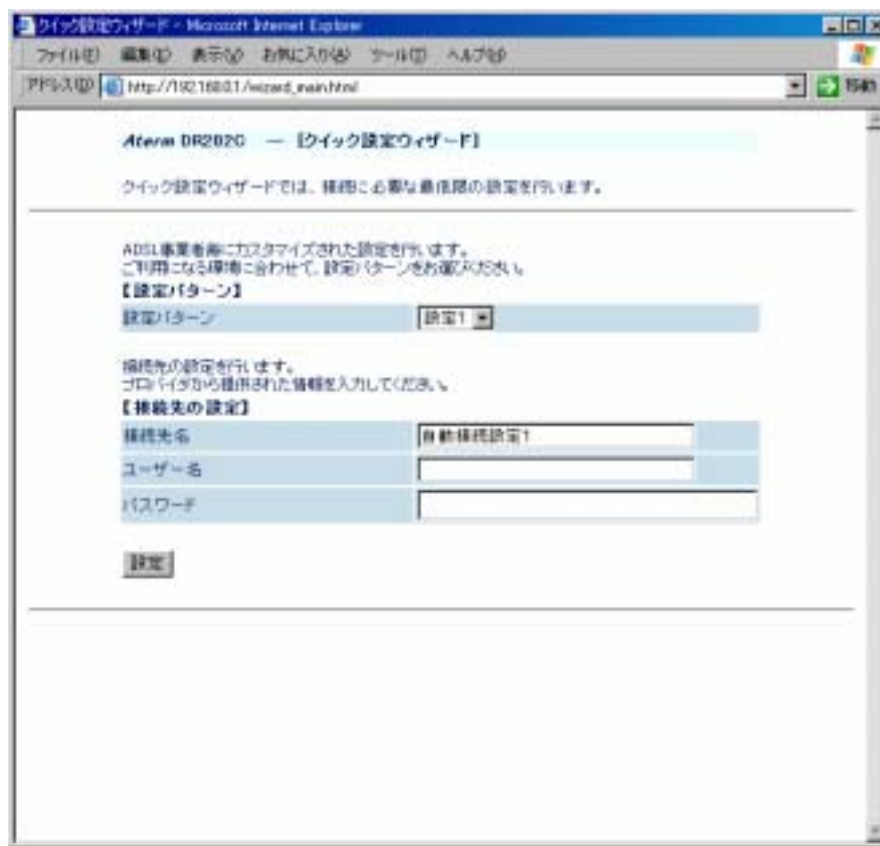 クイック設定ウィザード - Microsoft Internet Explorer
ファイル(F) 編集(E) 表示(V) お気に入り(A) ツール(T) ヘルプ(H)
アドレス(D) http://192.168.0.1/wizard_main.html 移動
Aterm DR202C — [クイック設定ウィザード]
クイック設定ウィザードでは、接続に必要な最低限の設定を行います。
ADSL事業者毎にカスタマイズされた設定を行います。
ご利用になる環境に合わせて、設定パターンをお選びください。
【設定パターン】
設定パターン 設定1
接続先の設定を行います。
プロバイダから提供された情報を入力してください。
【接続先の設定】
接続先名 自動接続設定1
ユーザー名
パスワード
設定